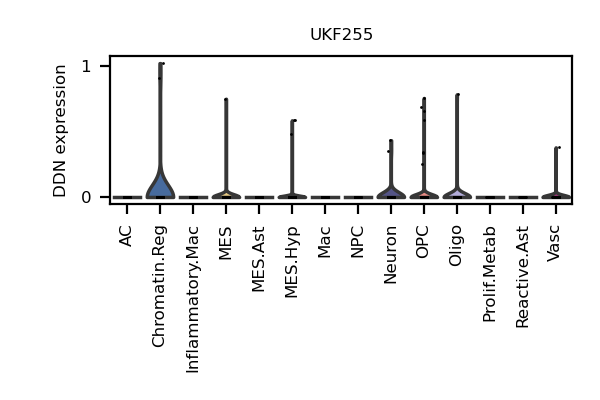 UKF255
DDN expression
1
0
AC
Chromatin.Reg
Inflammatory.Mac
MES
MES.Ast
MES.Hyp
Mac
NPC
Neuron
OPC
Oligo
Prolif.Metab
Reactive.Ast
Vasc